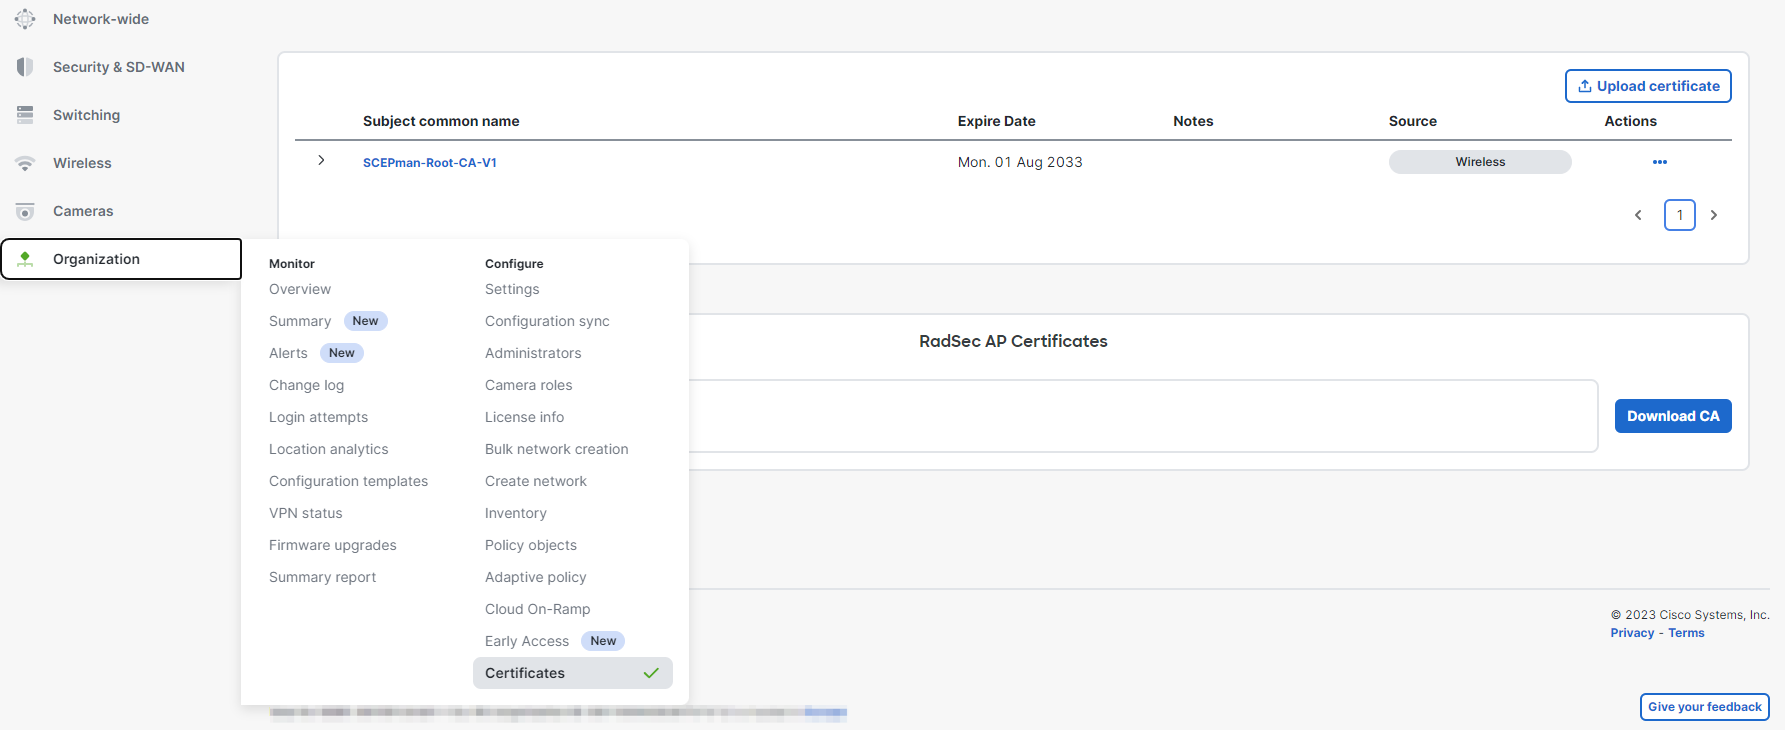 Network-wide
Security & SD-WAN
Switching
Wireless
Cameras
Organization
Upload certificate
Subject common name Expire Date Notes Source Actions
SCEPman-Root-CA-V1 Mon. 01 Aug 2033 Wireless
1
Monitor
Overview
Summary New
Alerts New
Change log
Login attempts
Location analytics
Configuration templates
VPN status
Firmware upgrades
Summary report
Configure
Settings
Configuration sync
Administrators
Camera roles
License info
Bulk network creation
Create network
Inventory
Policy objects
Adaptive policy
Cloud On-Ramp
Early Access New
Certificates
RadSec AP Certificates
Download CA
© 2023 Cisco Systems, Inc.
Privacy - Terms
Give your feedback